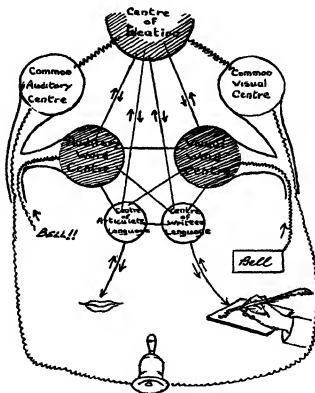 Centre
of
Ideating
Common
Auditory
Centre
Common
Visual
Centre
Auditory
Word
Centre
Visual
Word
Centre
Centre
of
Articulate
Language
Centre
of
Written
Language
BELL!!
Bell